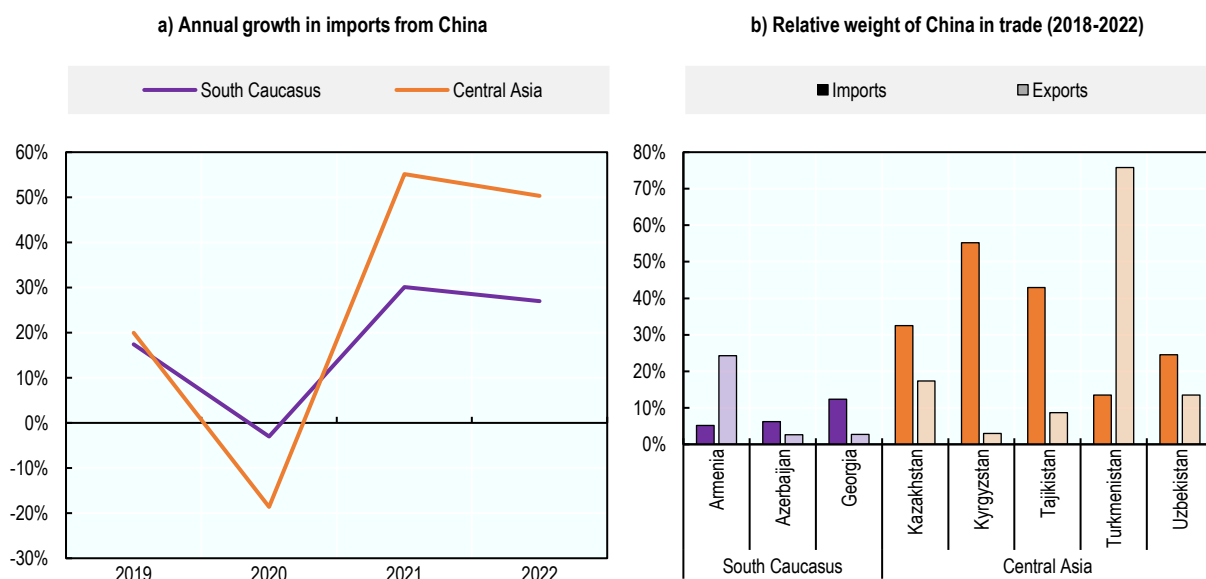 a) Annual growth in imports from China
South Caucasus
Central Asia
60%
50%
40%
30%
20%
10%
0%
-10%
-20%
-30%
2019
2020
2021
2022
b) Relative weight of China in trade (2018-2022)
Imports
Exports
80%
70%
60%
50%
40%
30%
20%
10%
0%
Armenia
Azerbaijan
Georgia
Kazakhstan
Kyrgyzstan
Tajikistan
Turkmenistan
Uzbekistan
South Caucasus
Central Asia